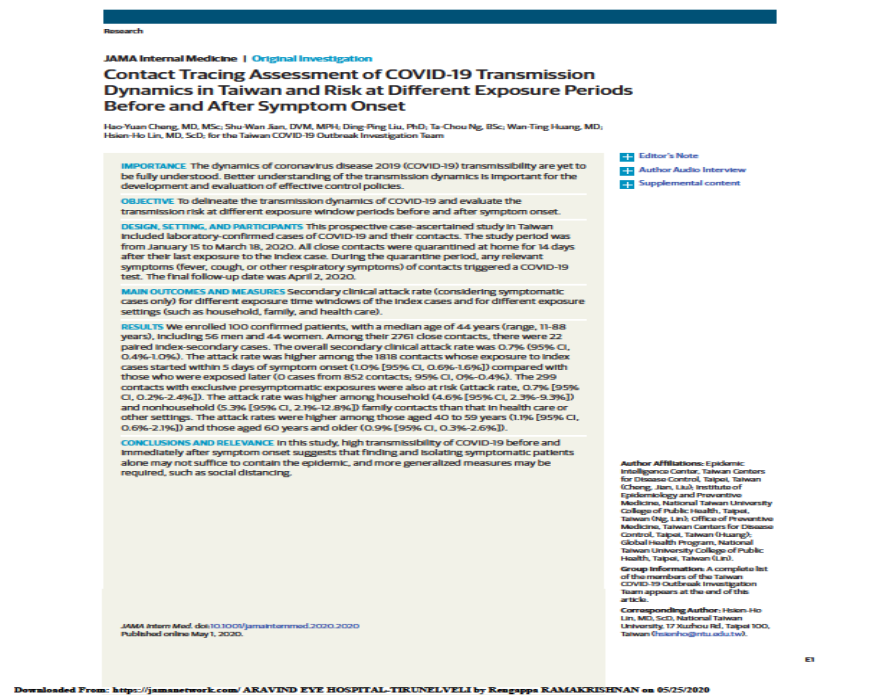 Research
JAMA Internal Medicine | Original Investigation
Contact Tracing Assessment of COVID-19 Transmission
Dynamics in Taiwan and Risk at Different Exposure Periods
Before and After Symptom Onset
Hao-Yuan Cheng, MD, MSc; Shu-Wan Jian, DVM, MPH; Ding-Ping Liu, PhD; Ta-Chou Ng, BSc; Wan-Ting Huang, MD;
Hsien-Ho Lin, MD, ScD; for the Taiwan COVID-19 Outbreak Investigation Team
IMPORTANCE The dynamics of coronavirus disease 2019 (COVID-19) transmissibility are yet to
be fully understood. Better understanding of the transmission dynamics is important for the
development and evaluation of effective control policies.
OBJECTIVE To delineate the transmission dynamics of COVID-19 and evaluate the
transmission risk at different exposure window periods before and after symptom onset.
DESIGN, SETTING, AND PARTICIPANTS This prospective case-ascertained study in Taiwan
included laboratory-confirmed cases of COVID-19 and their contacts. The study period was
from January 15 to March 18, 2020. All close contacts were quarantined at home for 14 days
after their last exposure to the index case. During the quarantine period, any relevant
symptoms (fever, cough, or other respiratory symptoms) of contacts triggered a COVID-19
test. The final follow-up date was April 2, 2020.
MAIN OUTCOMES AND MEASURES Secondary clinical attack rate (considering symptomatic
cases only) for different exposure time windows of the index cases and for different exposure
settings (such as household, family, and health care).
RESULTS We enrolled 100 confirmed patients, with a median age of 44 years (range, 11-88
years), including 56 men and 44 women. Among their 2761 close contacts, there were 22
paired index-secondary cases. The overall secondary clinical attack rate was 0.7% (95% CI,
0.4%-1.0%). The attack rate was higher among the 1818 contacts whose exposure to index
cases started within 5 days of symptom onset (1.0% [95% CI, 0.6%-1.6%]) compared with
those who were exposed later (0 cases from 852 contacts; 95% CI, 0%-0.4%). The 299
contacts with exclusive presymptomatic exposures were also at risk (attack rate, 0.7% [95%
CI, 0.2%-2.4%]). The attack rate was higher among household (4.6% [95% CI, 2.3%-9.3%])
and nonhousehold (5.3% [95% CI, 2.1%-12.8%]) family contacts than that in health care or
other settings. The attack rates were higher among those aged 40 to 59 years (1.1% [95% CI,
0.6%-2.1%]) and those aged 60 years and older (0.9% [95% CI, 0.3%-2.6%]).
CONCLUSIONS AND RELEVANCE In this study, high transmissibility of COVID-19 before and
immediately after symptom onset suggests that finding and isolating symptomatic patients
alone may not suffice to contain the epidemic, and more generalized measures may be
required, such as social distancing.
JAMA Intern Med. doi:10.1001/jamainternmed.2020.2020
Published online May 1, 2020.
Editor's Note
Author Audio Interview
Supplemental content
Author Affiliations: Epidemic
Intelligence Center, Taiwan Centers
for Disease Control, Taipei, Taiwan
(Cheng, Jian, Liu); Institute of
Epidemiology and Preventive
Medicine, National Taiwan University
College of Public Health, Taipei,
Taiwan (Ng, Lin); Office of Preventive
Medicine, Taiwan Centers for Disease
Control, Taipei, Taiwan (Huang);
Global Health Program, National
Taiwan University College of Public
Health, Taipei, Taiwan (Lin).
Group Information: A complete list
of the members of the Taiwan
COVID-19 Outbreak Investigation
Team appears at the end of this
article.
Corresponding Author: Hsien-Ho
Lin, MD, ScD, National Taiwan
University, 17 Xuzhou Rd, Taipei 100,
Taiwan (hsienho@ntu.edu.tw).
E1
Downloaded From: https://jamanetwork.com/ ARAVIND EYE HOSPITAL-TIRUNELVELI by Rengappa RAMAKRISHNAN on 05/25/2020